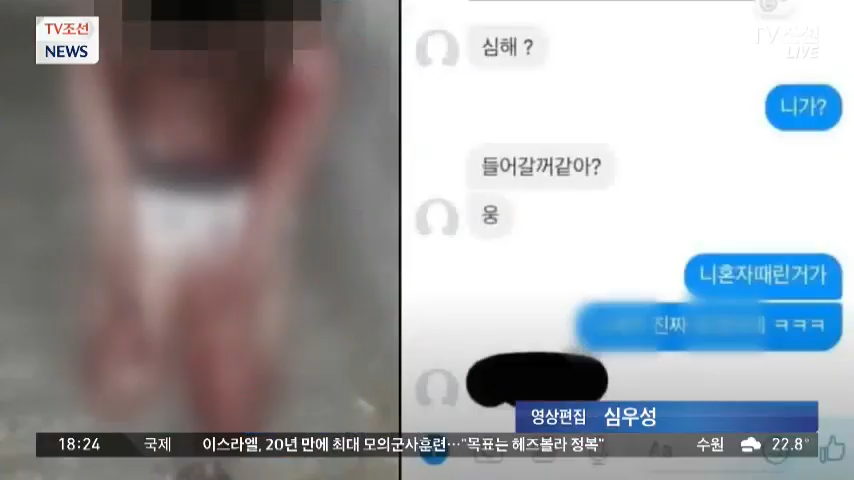 TV조선
NEWS
TV조선
LIVE
심해 ?
니가?
들어갈꺼같아?
웅
니혼자때린거가
진짜
ㅋㅋㅋ
영상편집 심우성
18:24 국제 이스라엘, 20년 만에 최대 모의군사훈련…"목표는 헤즈볼라 정복" 수원 22.8°